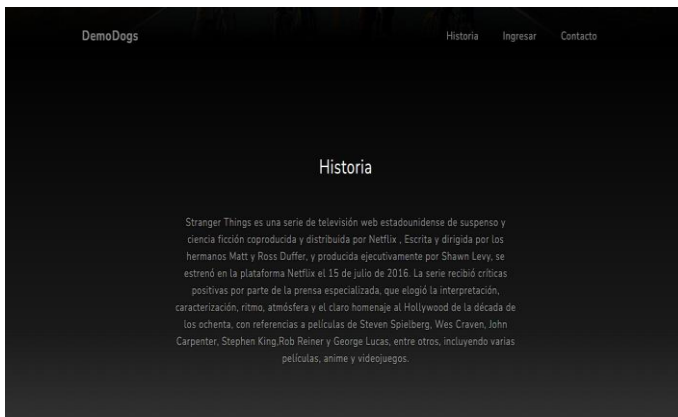 DemoDogs Historia Ingresar Contacto
Historia
Stranger Things es una serie de televisión web estadounidense de suspenso y
ciencia ficción coproducida y distribuida por Netflix , Escrita y dirigida por los
hermanos Matt y Ross Duffer, y producida ejecutivamente por Shawn Levy, se
estrenó en la plataforma Netflix el 15 de julio de 2016. La serie recibió críticas
positivas por parte de la prensa especializada, que elogió la interpretación,
caracterización, ritmo, atmósfera y el claro homenaje al Hollywood de la década de
los ochenta, con referencias a películas de Steven Spielberg, Wes Craven, John
Carpenter, Stephen King,Rob Reiner y George Lucas, entre otros, incluyendo varias
películas, anime y videojuegos.